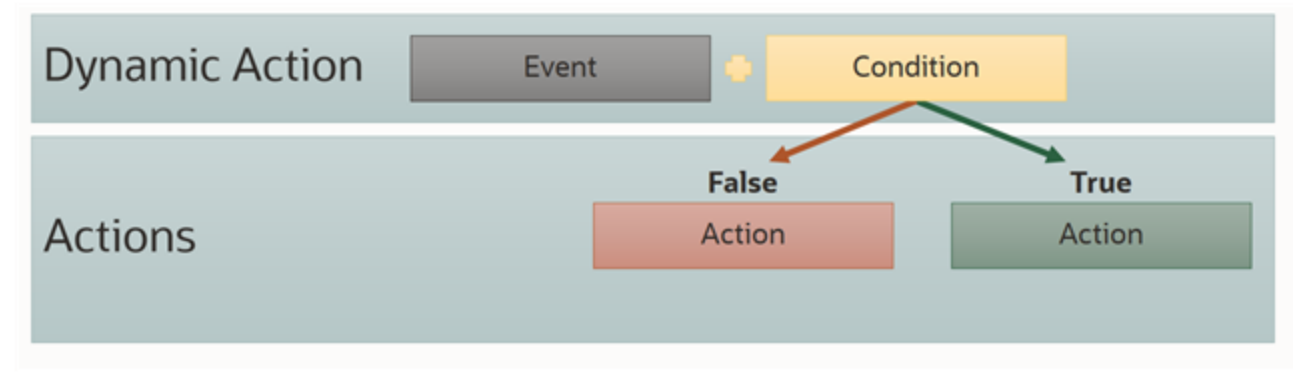 Dynamic Action
Event
Condition
False
True
Actions
Action
Action